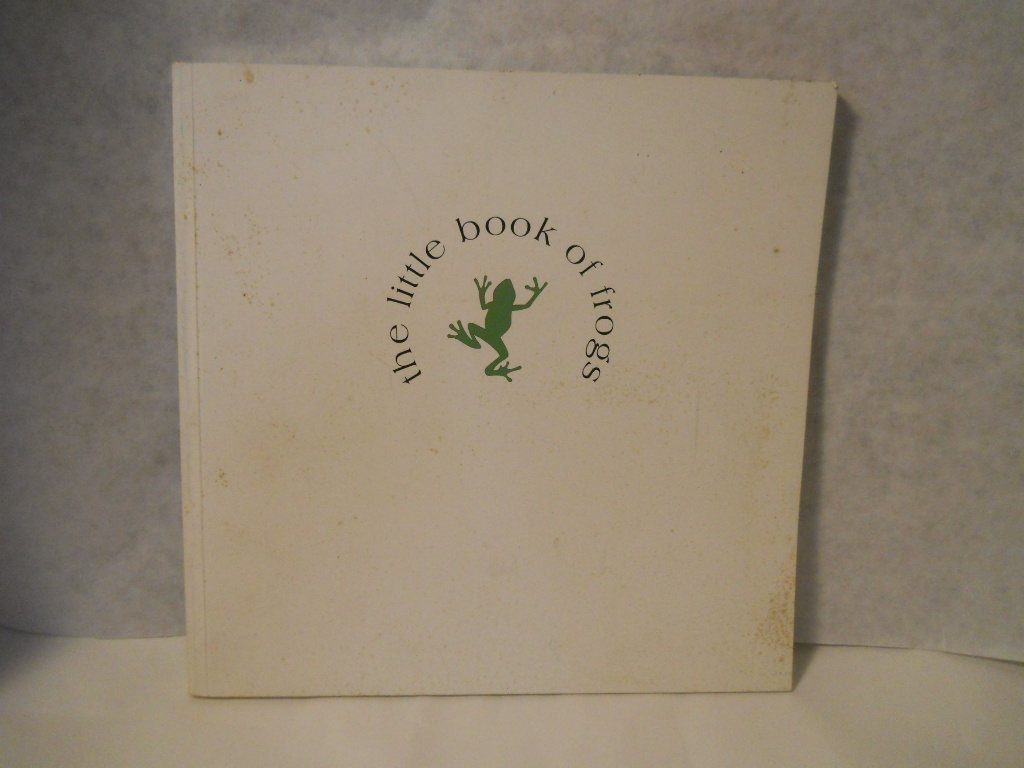 the little book of frogs